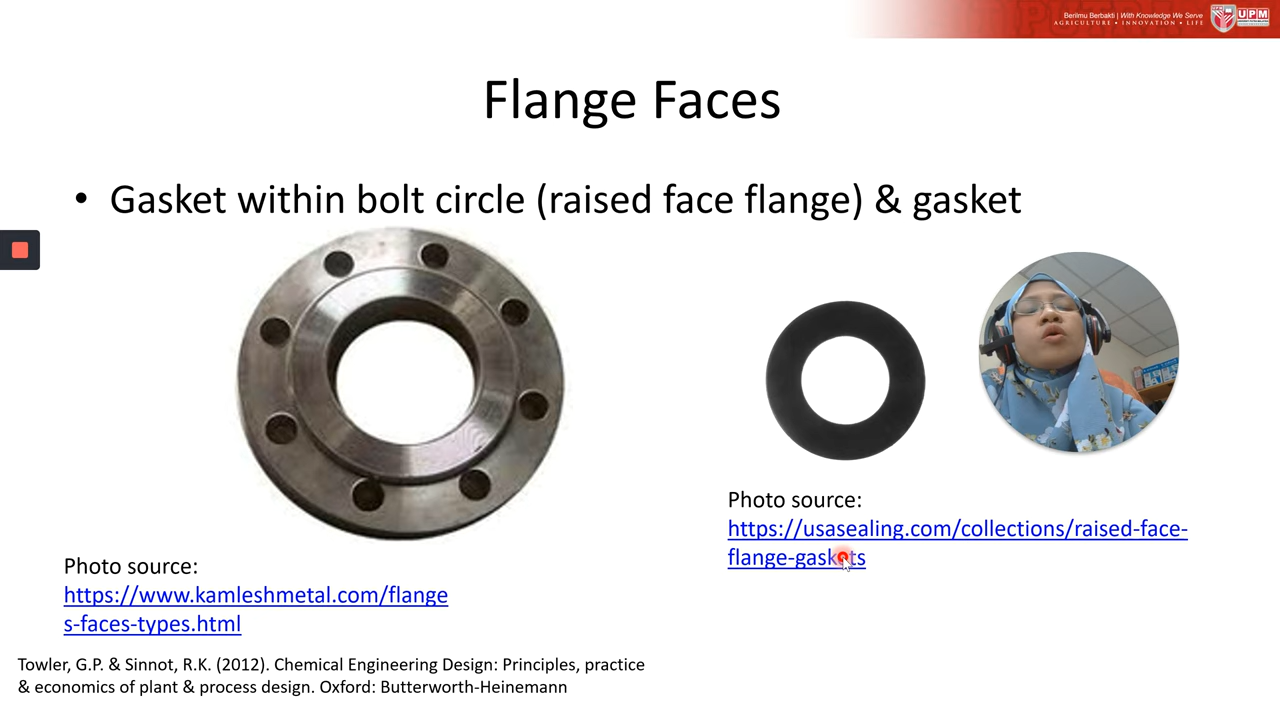 Berilmu Berbakti | With Knowledge We Serve
AGRICULTURE • INNOVATION • LIFE
UPM
Flange Faces
• Gasket within bolt circle (raised face flange) & gasket
Photo source:
https://usasealing.com/collections/raised-face-
flange-gaskets
Photo source:
https://www.kamleshmetal.com/flange
s-faces-types.html
Towler, G.P. & Sinnot, R.K. (2012). Chemical Engineering Design: Principles, practice
& economics of plant & process design. Oxford: Butterworth-Heinemann